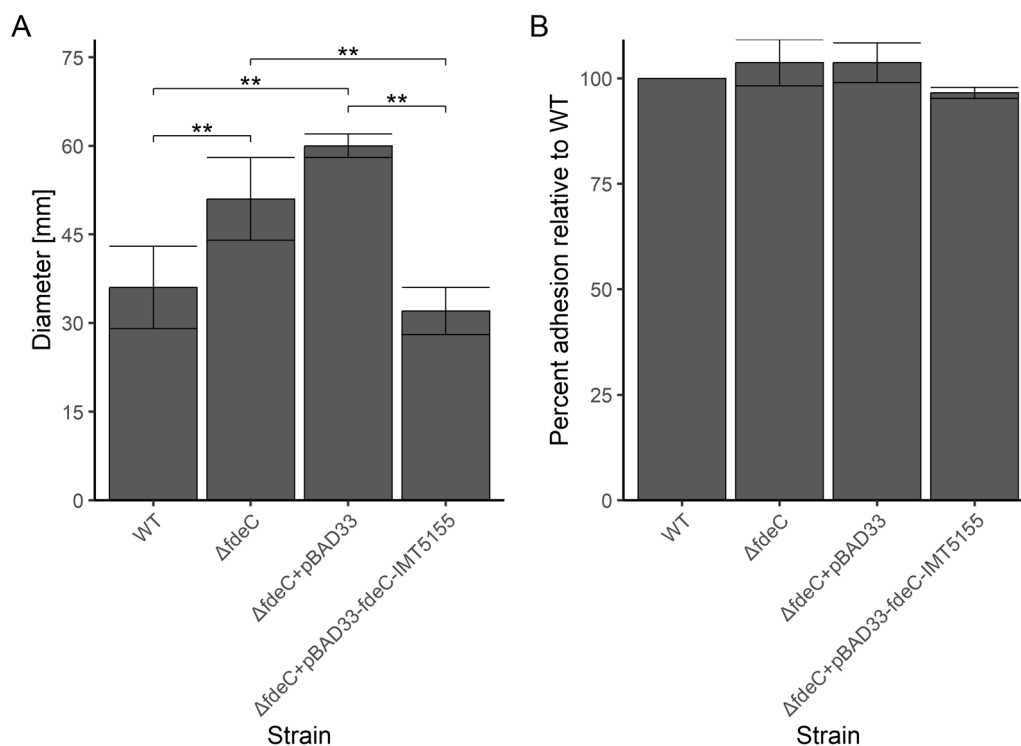 A
Diameter [mm]
75
60
45
30
15
0
**
**
**
**
WT
ΔfdeC
ΔfdeC+pBAD33
ΔfdeC+pBAD33-fdeC-IMT5155
Strain
B
Percent adhesion relative to WT
100
75
50
25
0
WT
ΔfdeC
ΔfdeC+pBAD33
ΔfdeC+pBAD33-fdeC-IMT5155
Strain